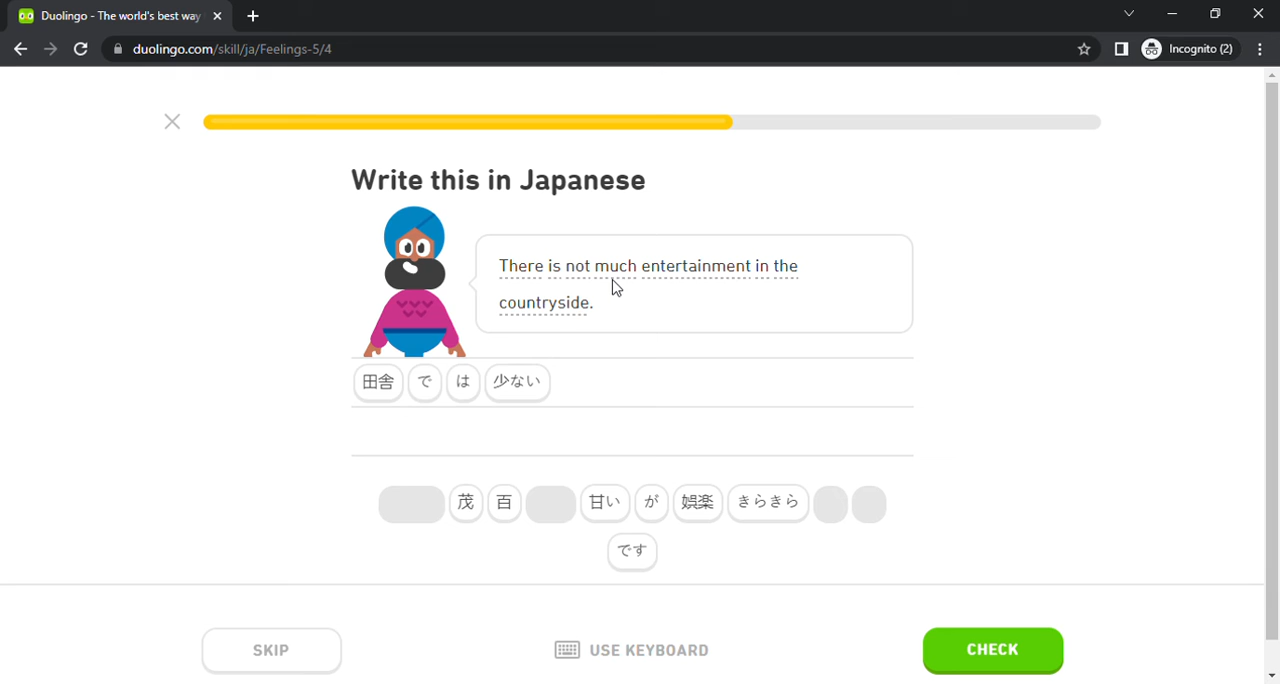 Duolingo - The world's best way
duolingo.com/skill/ja/Feelings-5/4
Incognito (2)
Write this in Japanese
There is not much entertainment in the
countryside.
田舎 で は 少ない
茂 百 甘い が 娯楽 きらきら
です
SKIP
USE KEYBOARD
CHECK